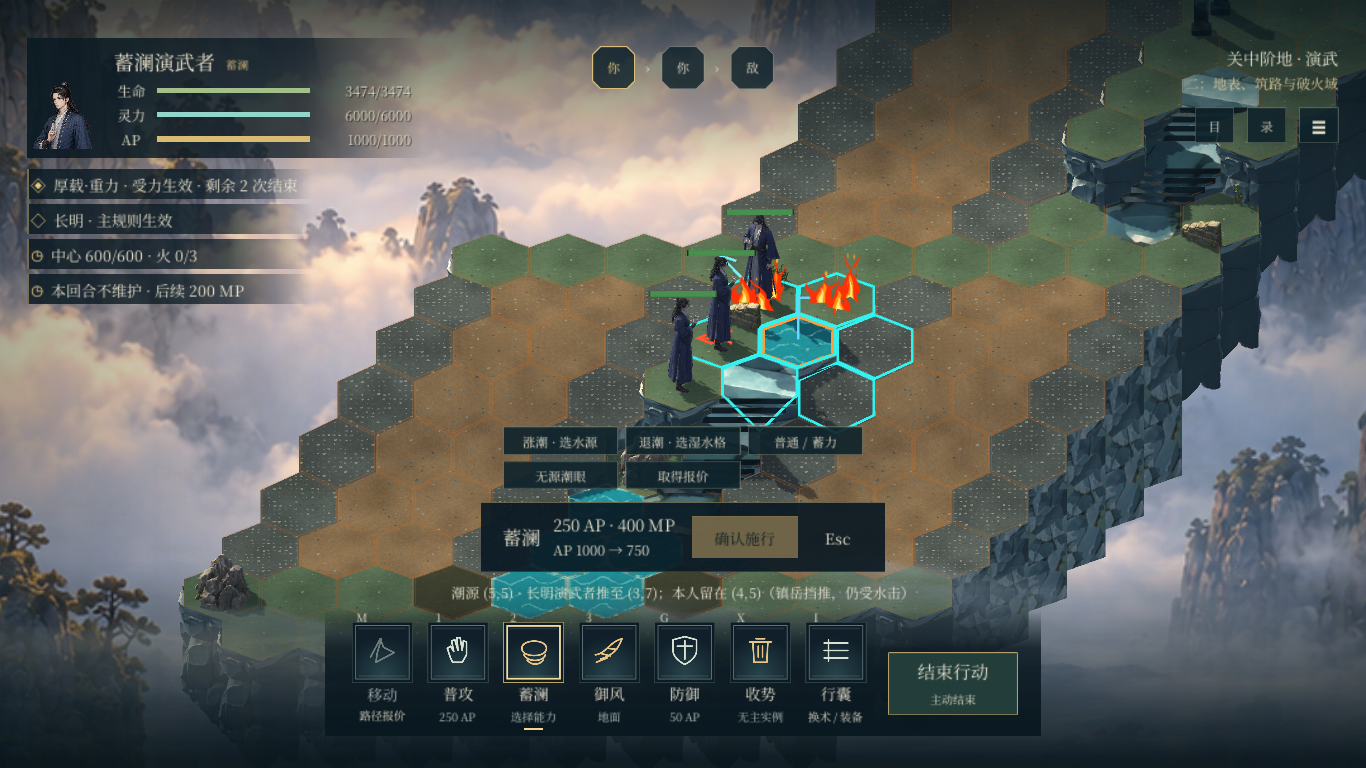 蓄澜演武者 蓄澜
生命 3474/3474
灵力 6000/6000
AP 1000/1000
厚载·重力 · 受力生效 · 剩余 2 次结束
长明 · 主规则生效
中心 600/600 · 火 0/3
本回合不维护 · 后续 200 MP
你 › 你 › 敌
关中阶地 · 演武
二：地表、筑路与破火域
目 录 ☰
涨潮 · 选水源 退潮 · 选湿水格 普通 / 蓄力
无源潮眼 取得报价
蓄澜 250 AP · 400 MP
AP 1000 → 750
确认施行 Esc
潮源 (5,5) · 长明演武者推至 (3,7)；本人留在 (4,5)（镇岳挡推，仍受水击）
M 1 2 3 G X I
移动 普攻 蓄澜 御风 防御 收势 行囊
路径报价 250 AP 选择能力 地面 50 AP 无主实例 换术 / 装备
结束行动
主动结束